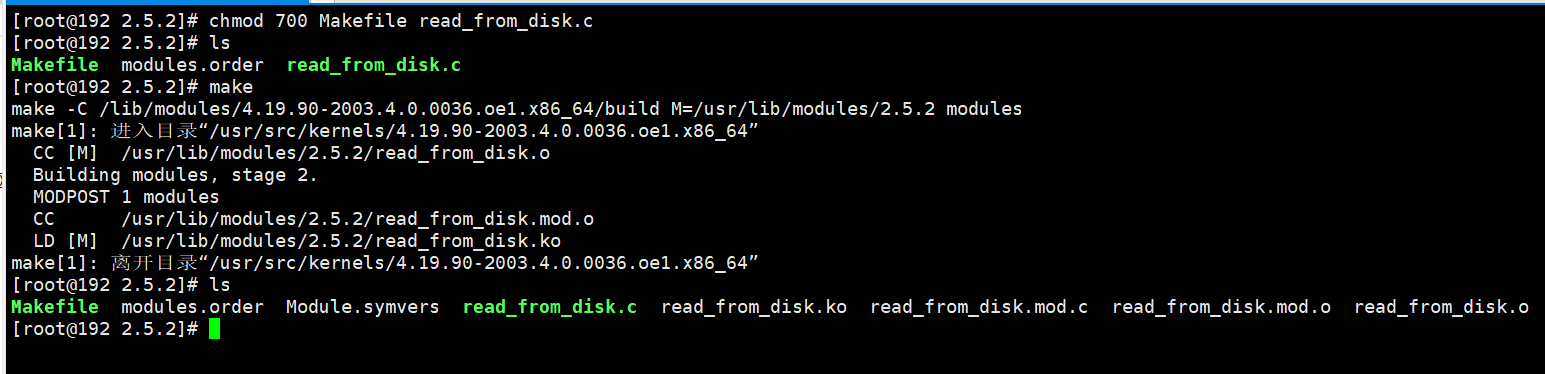 [root@192 2.5.2]# chmod 700 Makefile read_from_disk.c
[root@192 2.5.2]# ls
Makefile  modules.order  read_from_disk.c
[root@192 2.5.2]# make
make -C /lib/modules/4.19.90-2003.4.0.0036.oe1.x86_64/build M=/usr/lib/modules/2.5.2 modules
make[1]: 进入目录“/usr/src/kernels/4.19.90-2003.4.0.0036.oe1.x86_64”
  CC [M]  /usr/lib/modules/2.5.2/read_from_disk.o
  Building modules, stage 2.
  MODPOST 1 modules
  CC      /usr/lib/modules/2.5.2/read_from_disk.mod.o
  LD [M]  /usr/lib/modules/2.5.2/read_from_disk.ko
make[1]: 离开目录“/usr/src/kernels/4.19.90-2003.4.0.0036.oe1.x86_64”
[root@192 2.5.2]# ls
Makefile  modules.order  Module.symvers  read_from_disk.c  read_from_disk.ko  read_from_disk.mod.c  read_from_disk.mod.o  read_from_disk.o
[root@192 2.5.2]#